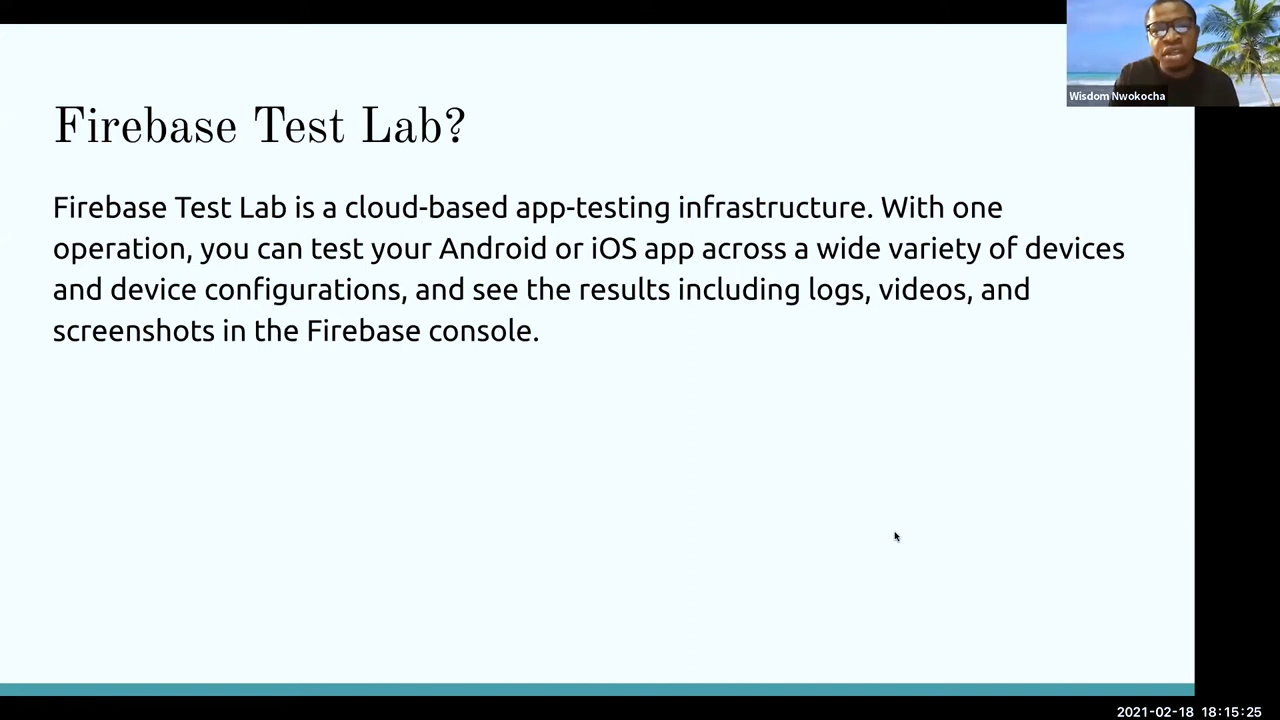 Wisdom Nwokocha
Firebase Test Lab?
Firebase Test Lab is a cloud-based app-testing infrastructure. With one
operation, you can test your Android or iOS app across a wide variety of devices
and device configurations, and see the results including logs, videos, and
screenshots in the Firebase console.
2021-02-18 18:15:25